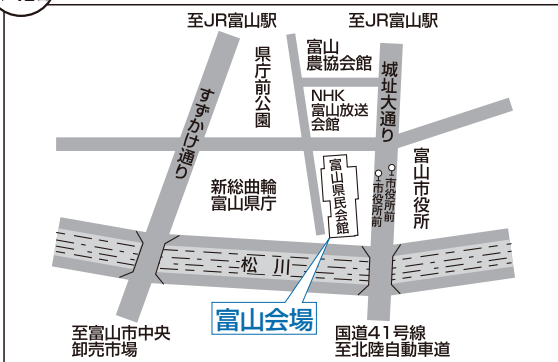 至JR富山駅
至JR富山駅
富山
農協会館
県庁前公園
城址大通り
NHK
富山放送
会館
すずかけ通り
富山県民会館
市役所前
市役所前
富山市役所
新総曲輪
富山県庁
松川
富山会場
至富山市中央
卸売市場
国道41号線
至北陸自動車道